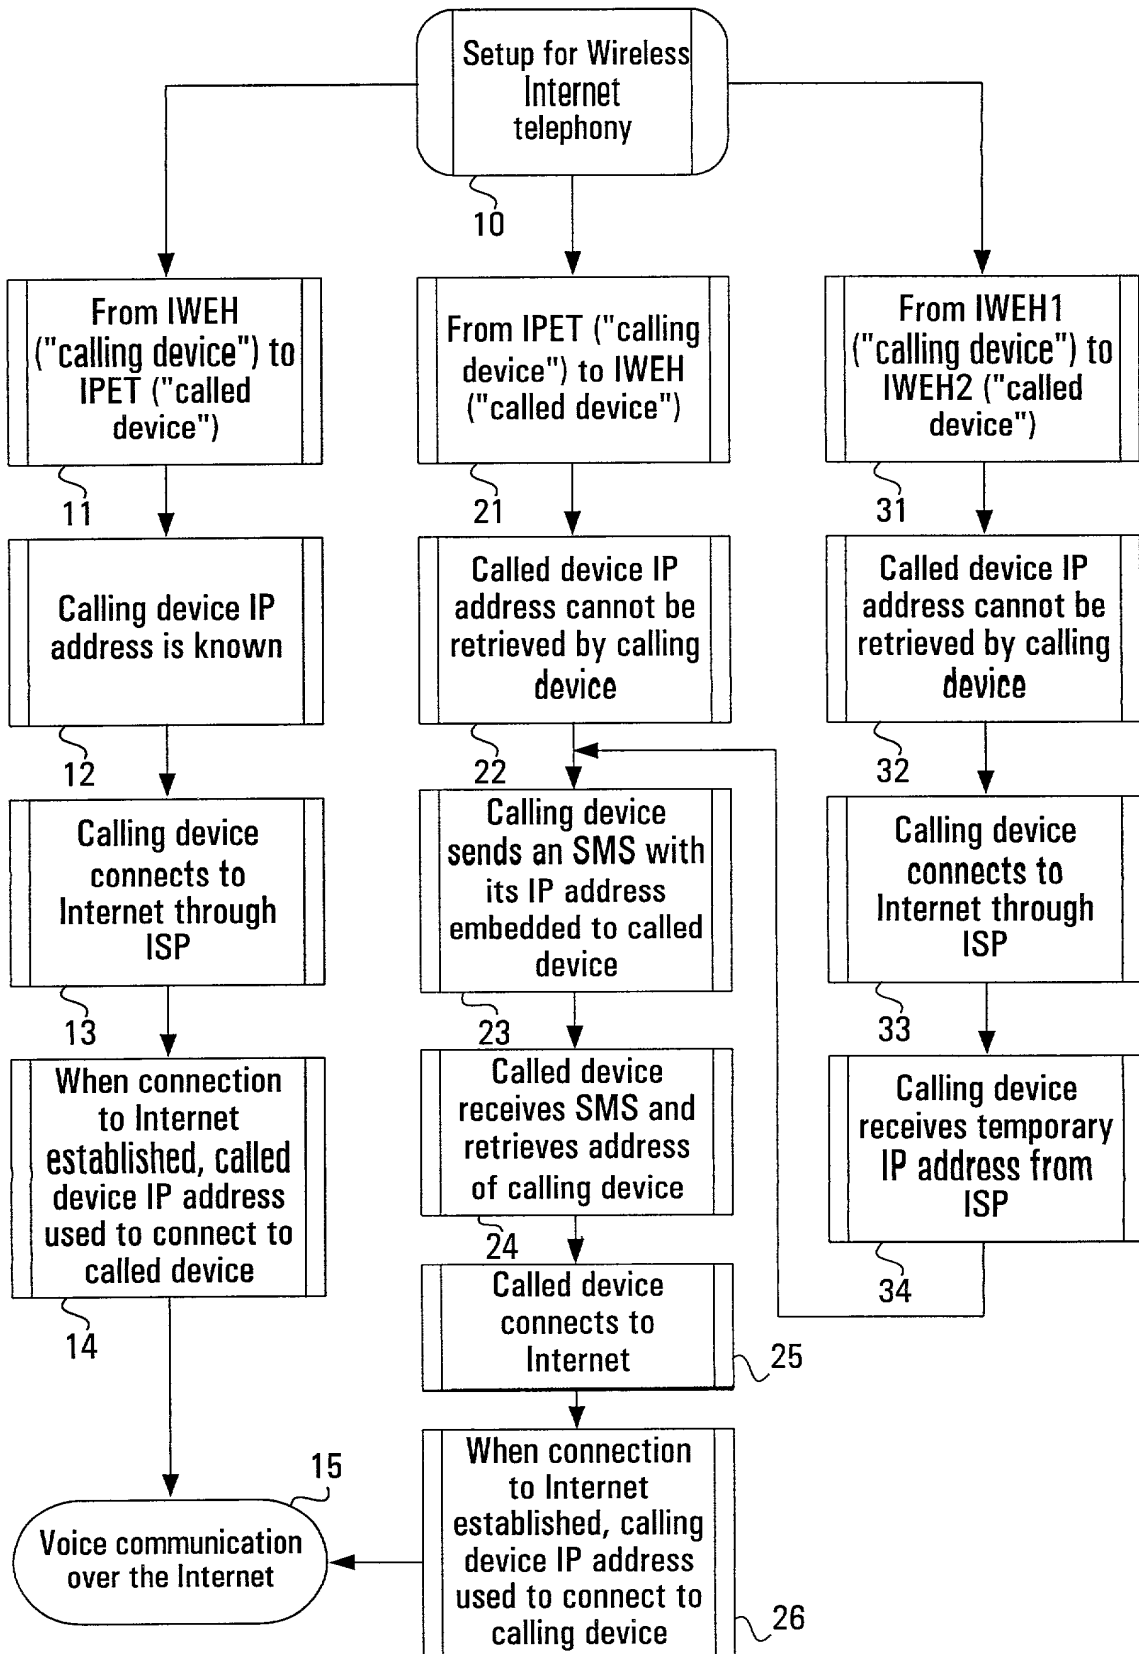 Setup for Wireless
Internet
telephony
10
From IWEH
("calling device") to
IPET ("called
device")
11
Calling device IP
address is known
12
Calling device
connects to
Internet through
ISP
13
When connection
to Internet
established, called
device IP address
used to connect to
called device
14
15
Voice communication
over the Internet
From IPET ("calling
device") to IWEH
("called device")
21
Called device IP
address cannot be
retrieved by calling
device
22
Calling device
sends an SMS with
its IP address
embedded to called
device
23
Called device
receives SMS and
retrieves address
of calling device
24
Called device
connects to
Internet
25
When connection
to Internet
established, calling
device IP address
used to connect to
calling device
26
From IWEH1
("calling device") to
IWEH2 ("called
device")
31
Called device IP
address cannot be
retrieved by calling
device
32
Calling device
connects to
Internet through
ISP
33
Calling device
receives temporary
IP address from
ISP
34